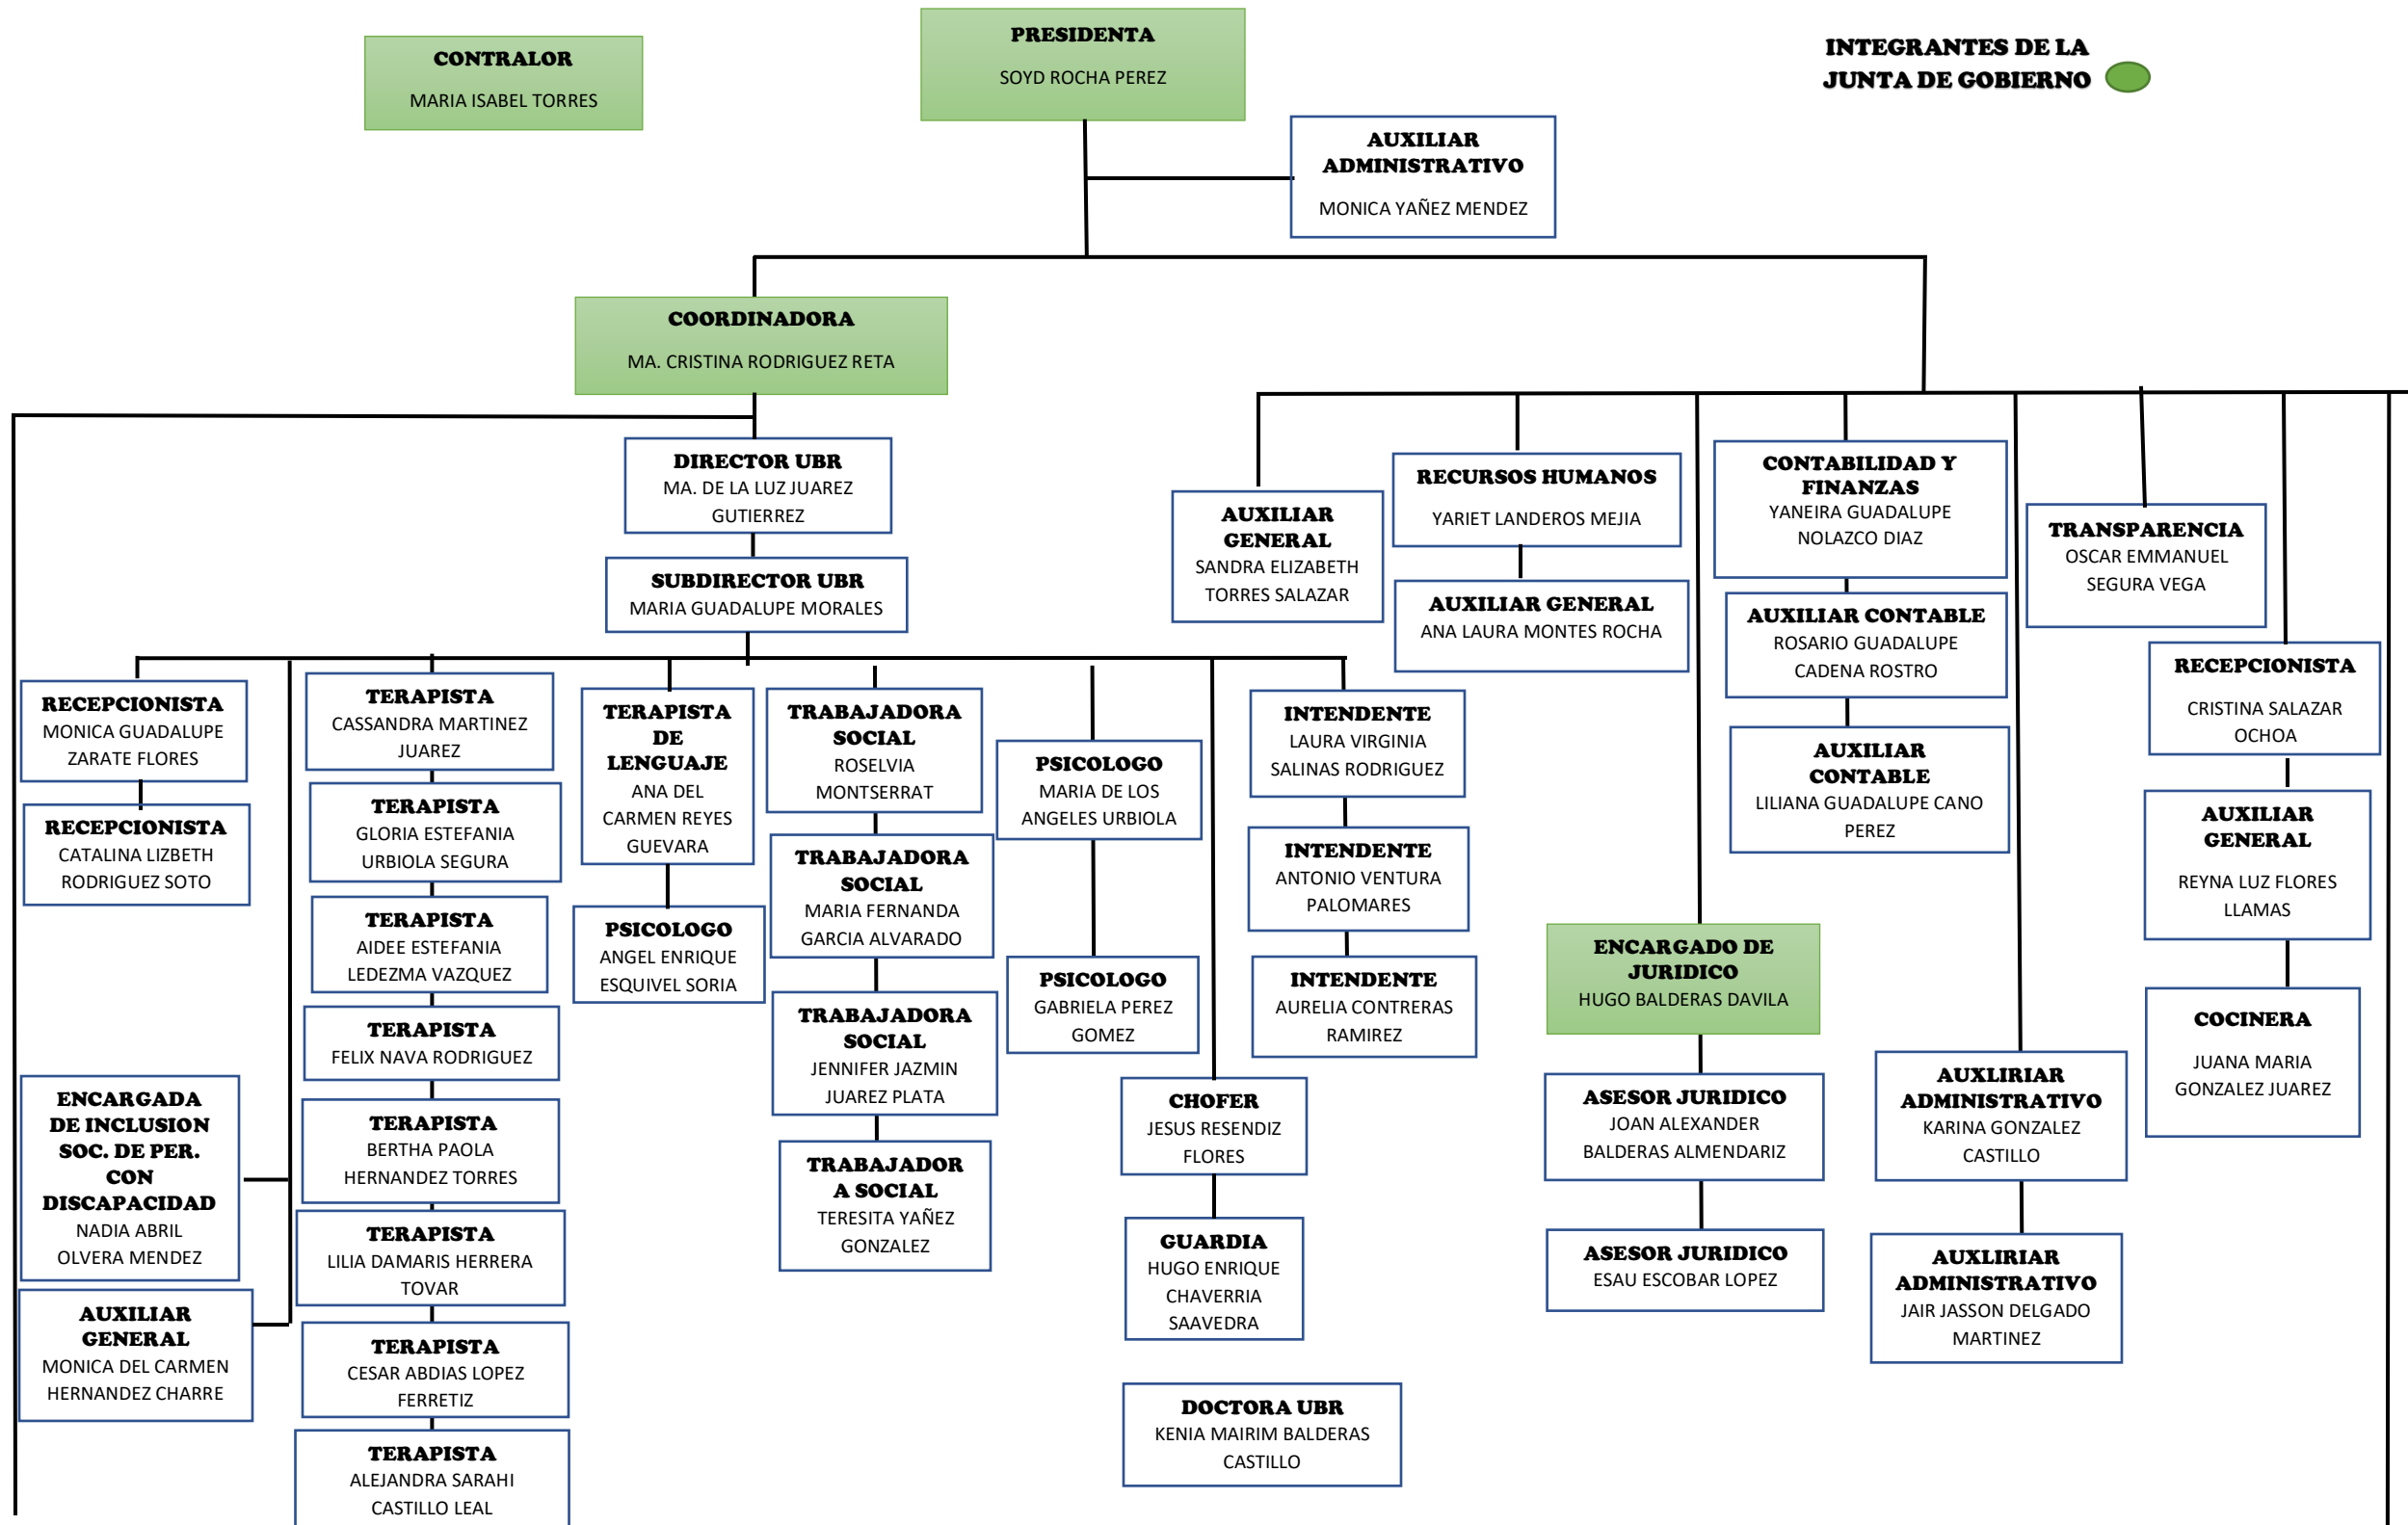 CONTRALOR
MARIA ISABEL TORRES
PRESIDENTA
SOYD ROCHA PEREZ
INTEGRANTES DE LA
JUNTA DE GOBIERNO
AUXILIAR
ADMINISTRATIVO
MONICA YAÑEZ MENDEZ
COORDINADORA
MA. CRISTINA RODRIGUEZ RETA
DIRECTOR UBR
MA. DE LA LUZ JUAREZ
GUTIERREZ
SUBDIRECTOR UBR
MARIA GUADALUPE MORALES
RECEPCIONISTA
MONICA GUADALUPE
ZARATE FLORES
RECEPCIONISTA
CATALINA LIZBETH
RODRIGUEZ SOTO
ENCARGADA
DE INCLUSION
SOC. DE PER.
CON
DISCAPACIDAD
NADIA ABRIL
OLVERA MENDEZ
AUXILIAR
GENERAL
MONICA DEL CARMEN
HERNANDEZ CHARRE
TERAPISTA
CASSANDRA MARTINEZ
JUAREZ
TERAPISTA
GLORIA ESTEFANIA
URBIOLA SEGURA
TERAPISTA
AIDEE ESTEFANIA
LEDEZMA VAZQUEZ
TERAPISTA
FELIX NAVA RODRIGUEZ
TERAPISTA
BERTHA PAOLA
HERNANDEZ TORRES
TERAPISTA
LILIA DAMARIS HERRERA
TOVAR
TERAPISTA
CESAR ABDIAS LOPEZ
FERRETIZ
TERAPISTA
ALEJANDRA SARAHI
CASTILLO LEAL
TERAPISTA
DE
LENGUAJE
ANA DEL
CARMEN REYES
GUEVARA
PSICOLOGO
ANGEL ENRIQUE
ESQUIVEL SORIA
TRABAJADORA
SOCIAL
ROSELVIA
MONTSERRAT
TRABAJADORA
SOCIAL
MARIA FERNANDA
GARCIA ALVARADO
TRABAJADORA
SOCIAL
JENNIFER JAZMIN
JUAREZ PLATA
TRABAJADOR
A SOCIAL
TERESITA YAÑEZ
GONZALEZ
PSICOLOGO
MARIA DE LOS
ANGELES URBIOLA
PSICOLOGO
GABRIELA PEREZ
GOMEZ
CHOFER
JESUS RESENDIZ
FLORES
GUARDIA
HUGO ENRIQUE
CHAVERRIA
SAAVEDRA
DOCTORA UBR
KENIA MAIRIM BALDERAS
CASTILLO
INTENDENTE
LAURA VIRGINIA
SALINAS RODRIGUEZ
INTENDENTE
ANTONIO VENTURA
PALOMARES
INTENDENTE
AURELIA CONTRERAS
RAMIREZ
AUXILIAR
GENERAL
SANDRA ELIZABETH
TORRES SALAZAR
RECURSOS HUMANOS
YARIET LANDEROS MEJIA
AUXILIAR GENERAL
ANA LAURA MONTES ROCHA
ENCARGADO DE
JURIDICO
HUGO BALDERAS DAVILA
ASESOR JURIDICO
JOAN ALEXANDER
BALDERAS ALMENDARIZ
ASESOR JURIDICO
ESAU ESCOBAR LOPEZ
CONTABILIDAD Y
FINANZAS
YANEIRA GUADALUPE
NOLAZCO DIAZ
AUXILIAR CONTABLE
ROSARIO GUADALUPE
CADENA ROSTRO
AUXILIAR
CONTABLE
LILIANA GUADALUPE CANO
PEREZ
AUXLIRIAR
ADMINISTRATIVO
KARINA GONZALEZ
CASTILLO
AUXLIRIAR
ADMINISTRATIVO
JAIR JASSON DELGADO
MARTINEZ
TRANSPARENCIA
OSCAR EMMANUEL
SEGURA VEGA
RECEPCIONISTA
CRISTINA SALAZAR
OCHOA
AUXILIAR
GENERAL
REYNA LUZ FLORES
LLAMAS
COCINERA
JUANA MARIA
GONZALEZ JUAREZ